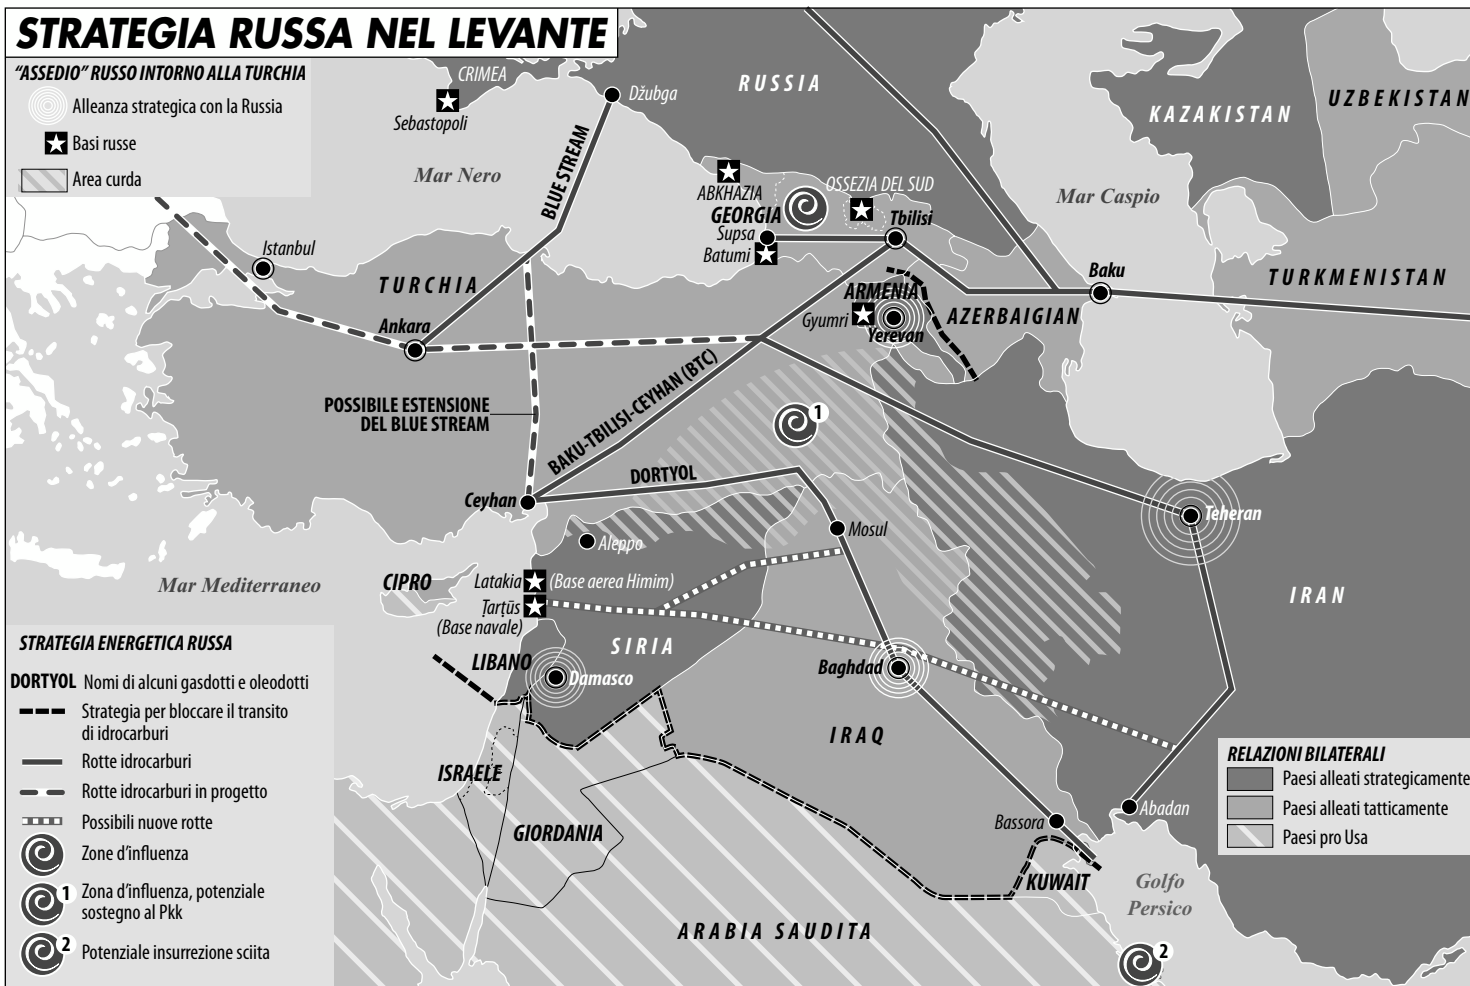 STRATEGIA RUSSA NEL LEVANTE
"ASSEDIO" RUSSO INTORNO ALLA TURCHIA
Alleanza strategica con la Russia
Basi russe
Area curda
CRIMEA
Sebastopoli
Džubga
RUSSIA
KAZAKISTAN
UZBEKISTAN
Mar Nero
BLUE STREAM
ABKHAZIA
OSSEZIA DEL SUD
Mar Caspio
GEORGIA
Supsa
Tbilisi
Batumi
Istanbul
TURCHIA
Baku
TURKMENISTAN
ARMENIA
Gyumri
Yerevan
AZERBAIGIAN
Ankara
POSSIBILE ESTENSIONE
DEL BLUE STREAM
BAKU-TBILISI-CEYHAN (BTC)
1
DORTYOL
Ceyhan
Mosul
Teheran
Aleppo
Mar Mediterraneo
CIPRO
Latakia
(Base aerea Himim)
Ţarţūs
(Base navale)
IRAN
SIRIA
LIBANO
Damasco
Baghdad
IRAQ
ISRAELE
GIORDANIA
Bassora
Abadan
KUWAIT
Golfo
Persico
ARABIA SAUDITA
2
STRATEGIA ENERGETICA RUSSA
DORTYOL Nomi di alcuni gasdotti e oleodotti
Strategia per bloccare il transito
di idrocarburi
Rotte idrocarburi
Rotte idrocarburi in progetto
Possibili nuove rotte
Zone d'influenza
1 Zona d'influenza, potenziale
sostegno al Pkk
2 Potenziale insurrezione sciita
RELAZIONI BILATERALI
Paesi alleati strategicamente
Paesi alleati tatticamente
Paesi pro Usa